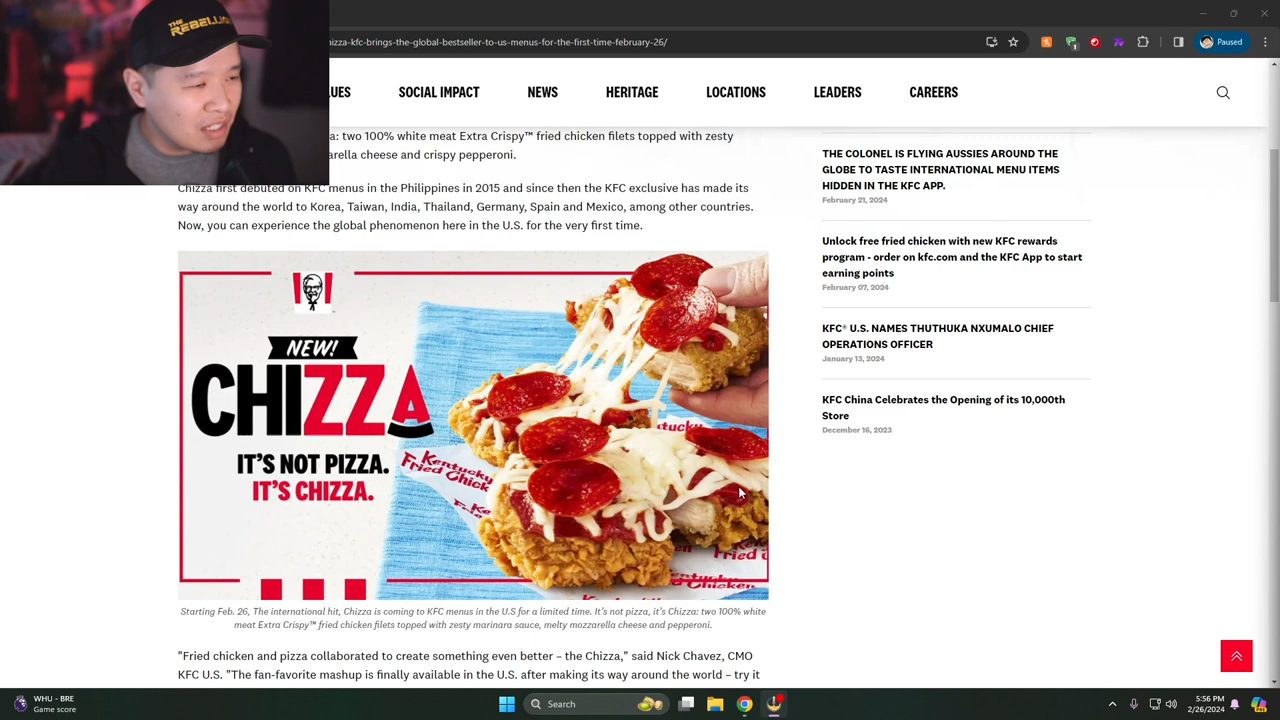 THE
REBELLION
hizza-kfc-brings-the-global-bestseller-to-us-menus-for-the-first-time-february-26/
Paused
UES SOCIAL IMPACT NEWS HERITAGE LOCATIONS LEADERS CAREERS
a: two 100% white meat Extra Crispy™ fried chicken filets topped with zesty
arella cheese and crispy pepperoni.
Chizza first debuted on KFC menus in the Philippines in 2015 and since then the KFC exclusive has made its
way around the world to Korea, Taiwan, India, Thailand, Germany, Spain and Mexico, among other countries.
Now, you can experience the global phenomenon here in the U.S. for the very first time.
NEW!
CHIZZA
IT'S NOT PIZZA.
IT'S CHIZZA.
Kentucky
Fried Chick
tucky
Fried C
ntucky
Chicken
Starting Feb. 26, The international hit, Chizza is coming to KFC menus in the U.S for a limited time. It's not pizza, it's Chizza: two 100% white
meat Extra Crispy™ fried chicken filets topped with zesty marinara sauce, melty mozzarella cheese and pepperoni.
"Fried chicken and pizza collaborated to create something even better – the Chizza," said Nick Chavez, CMO
KFC U.S. "The fan-favorite mashup is finally available in the U.S. after making its way around the world – try it
THE COLONEL IS FLYING AUSSIES AROUND THE
GLOBE TO TASTE INTERNATIONAL MENU ITEMS
HIDDEN IN THE KFC APP.
February 21, 2024
Unlock free fried chicken with new KFC rewards
program - order on kfc.com and the KFC App to start
earning points
February 07, 2024
KFC® U.S. NAMES THUTHUKA NXUMALO CHIEF
OPERATIONS OFFICER
January 13, 2024
KFC China Celebrates the Opening of its 10,000th
Store
December 16, 2023
WHU - BRE
Game score
Search
5:56 PM
2/26/2024